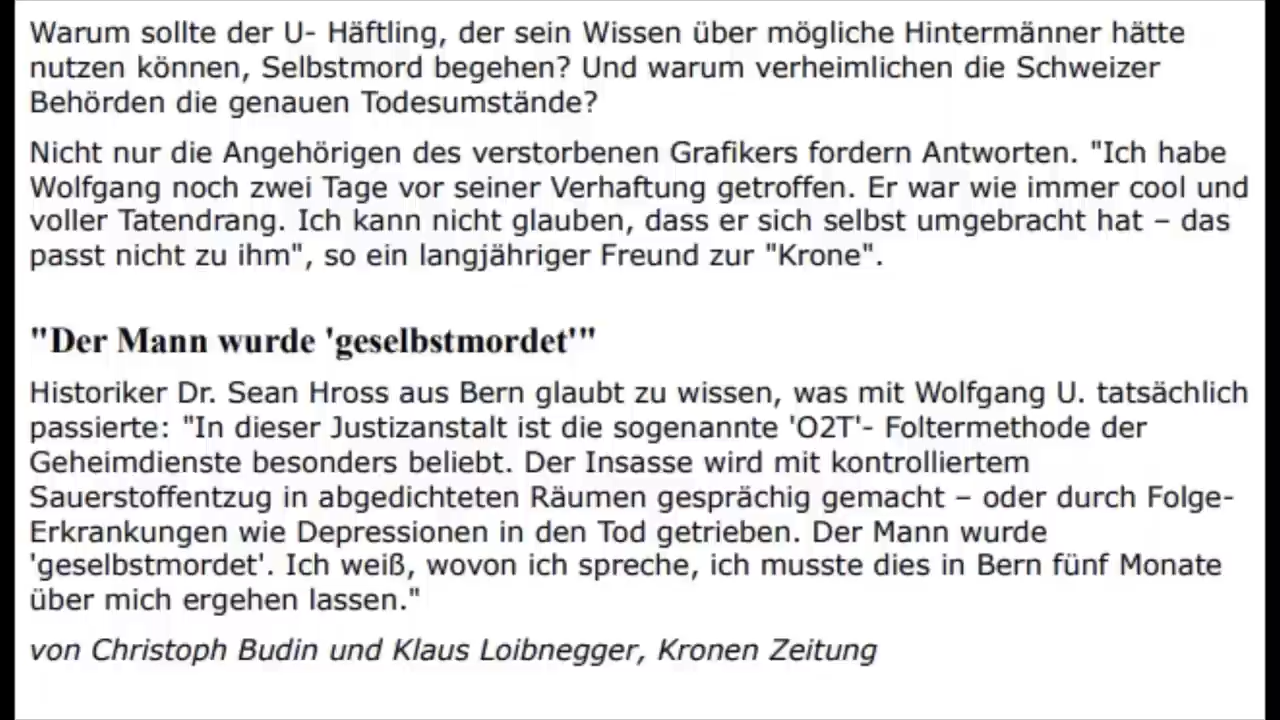 Warum sollte der U- Häftling, der sein Wissen über mögliche Hintermänner hätte
nutzen können, Selbstmord begehen? Und warum verheimlichen die Schweizer
Behörden die genauen Todesumstände?
Nicht nur die Angehörigen des verstorbenen Grafikers fordern Antworten. "Ich habe
Wolfgang noch zwei Tage vor seiner Verhaftung getroffen. Er war wie immer cool und
voller Tatendrang. Ich kann nicht glauben, dass er sich selbst umgebracht hat – das
passt nicht zu ihm", so ein langjähriger Freund zur "Krone".
"Der Mann wurde 'geselbstmordet'"
Historiker Dr. Sean Hross aus Bern glaubt zu wissen, was mit Wolfgang U. tatsächlich
passierte: "In dieser Justizanstalt ist die sogenannte 'O2T'- Foltermethode der
Geheimdienste besonders beliebt. Der Insasse wird mit kontrolliertem
Sauerstoffentzug in abgedichteten Räumen gesprächig gemacht – oder durch Folge-
Erkrankungen wie Depressionen in den Tod getrieben. Der Mann wurde
'geselbstmordet'. Ich weiß, wovon ich spreche, ich musste dies in Bern fünf Monate
über mich ergehen lassen."
von Christoph Budin und Klaus Loibnegger, Kronen Zeitung